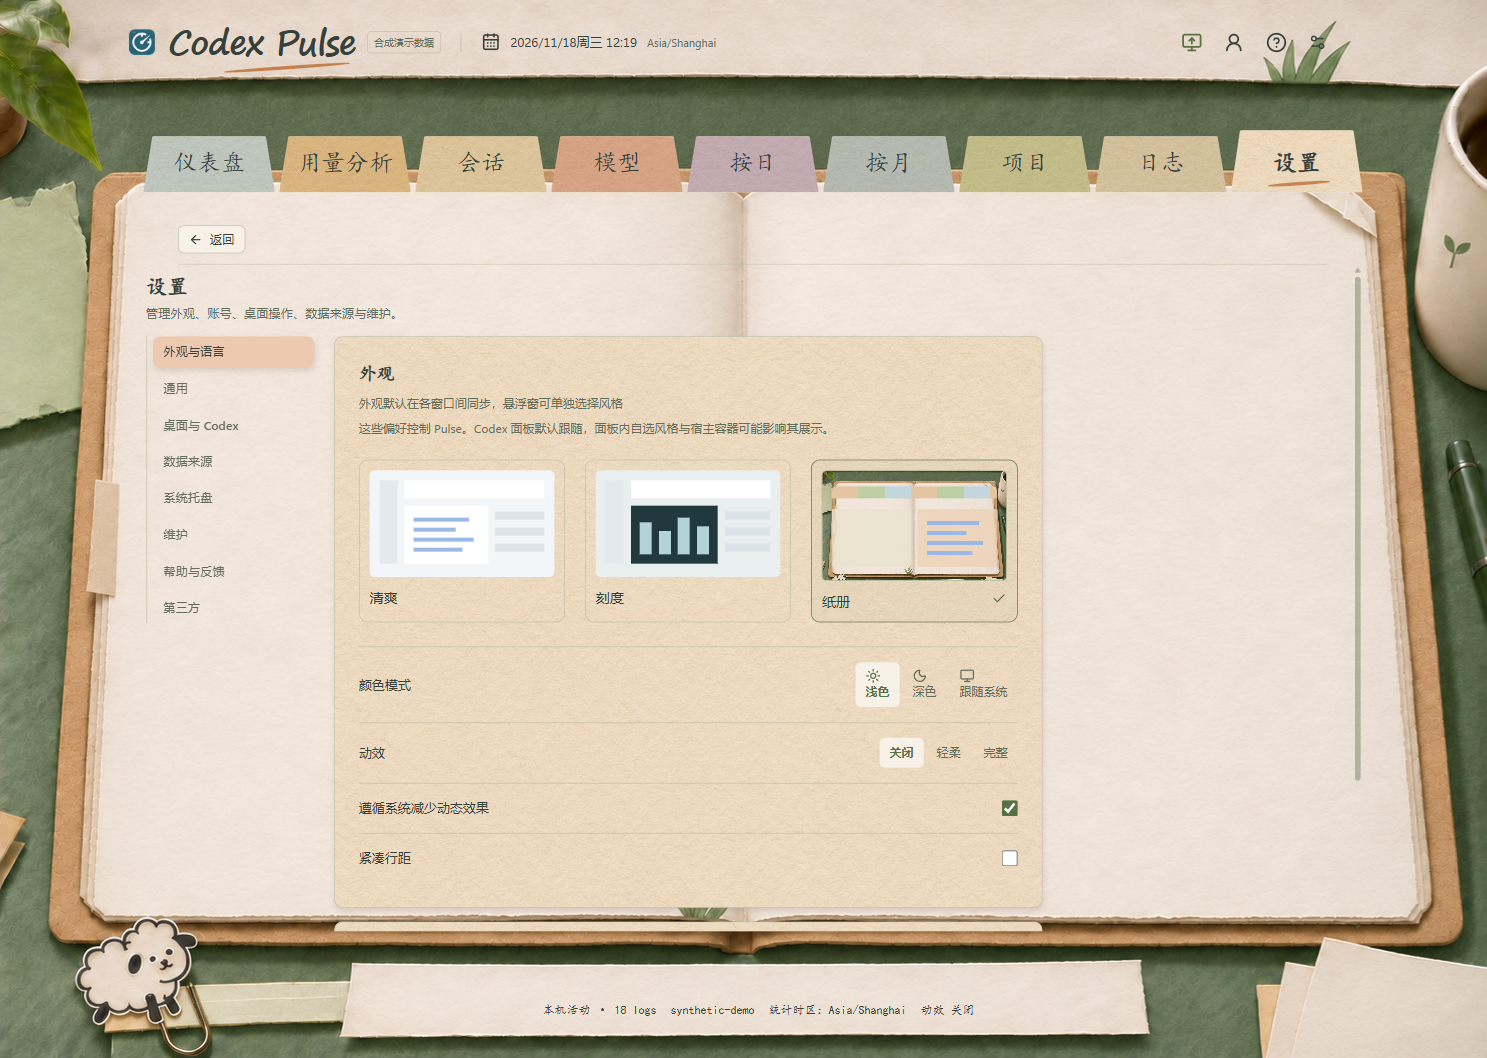 Codex Pulse 合成演示数据 2026/11/18周三 12:19 Asia/Shanghai
仪表盘 用量分析 会话 模型 按日 按月 项目 日志 设置
返回
设置
管理外观、账号、桌面操作、数据来源与维护。
外观与语言
通用
桌面与 Codex
数据来源
系统托盘
维护
帮助与反馈
第三方
外观
外观默认在各窗口间同步，悬浮窗可单独选择风格
这些偏好控制 Pulse。Codex 面板默认跟随，面板内自选风格与宿主容器可能影响其展示。
清爽 刻度 纸册
颜色模式 浅色 深色 跟随系统
动效 关闭 轻柔 完整
遵循系统减少动态效果
紧凑行距
本机活动 • 18 logs synthetic-demo 统计时区: Asia/Shanghai 动效 关闭